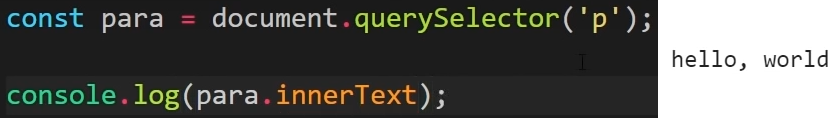 const para = document.querySelector('p');
hello, world
console.log(para.innerText);